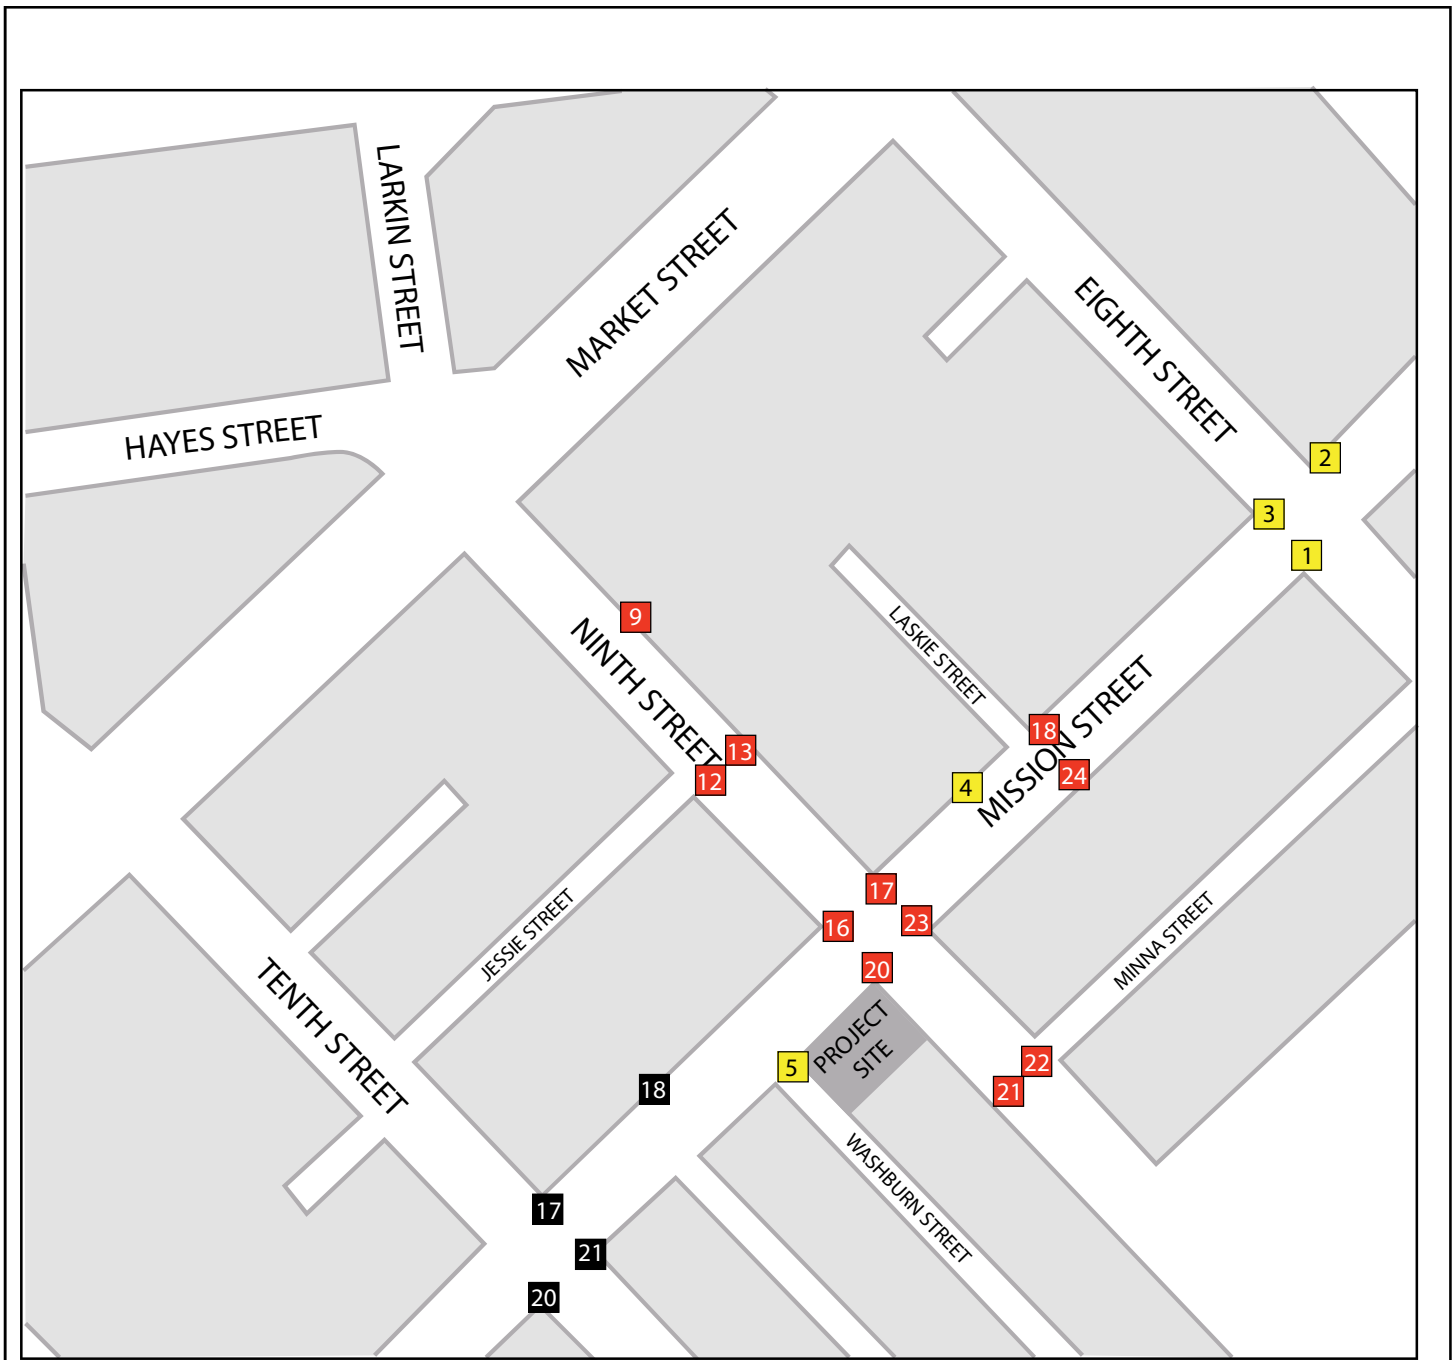 LARKIN STREET
MARKET STREET
EIGHTH STREET
HAYES STREET
2
3
1
9
NINTH STREET
LASKIE STREET
MISSION STREET
18
13
12
24
4
17
16
23
20
JESSIE STREET
MINNA STREET
TENTH STREET
PROJECT
SITE
5
22
21
18
WASHBURN STREET
17
21
20